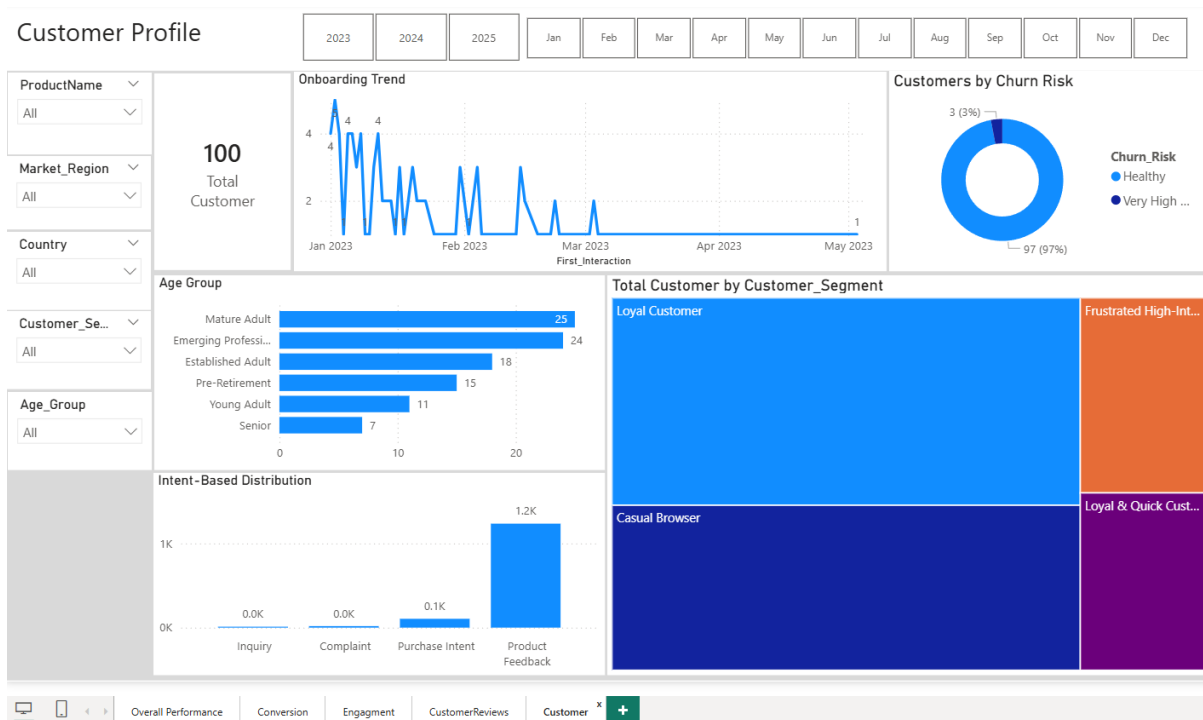 Customer Profile
2023
2024
2025
Jan
Feb
Mar
Apr
May
Jun
Jul
Aug
Sep
Oct
Nov
Dec
ProductName
All
Market_Region
All
Country
All
Customer_Se...
All
Age_Group
All
100
Total
Customer
Onboarding Trend
4
2
4
4
4
1
Jan 2023
Feb 2023
Mar 2023
Apr 2023
May 2023
First_Interaction
Customers by Churn Risk
3 (3%)
97 (97%)
Churn_Risk
Healthy
Very High ...
Age Group
Mature Adult
25
Emerging Professi...
24
Established Adult
18
Pre-Retirement
15
Young Adult
11
Senior
7
0
10
20
Total Customer by Customer_Segment
Loyal Customer
Frustrated High-Int...
Casual Browser
Loyal & Quick Cust...
Intent-Based Distribution
1K
0K
0.0K
0.0K
0.1K
1.2K
Inquiry
Complaint
Purchase Intent
Product
Feedback
Overall Performance
Conversion
Engagment
CustomerReviews
Customer
x
+